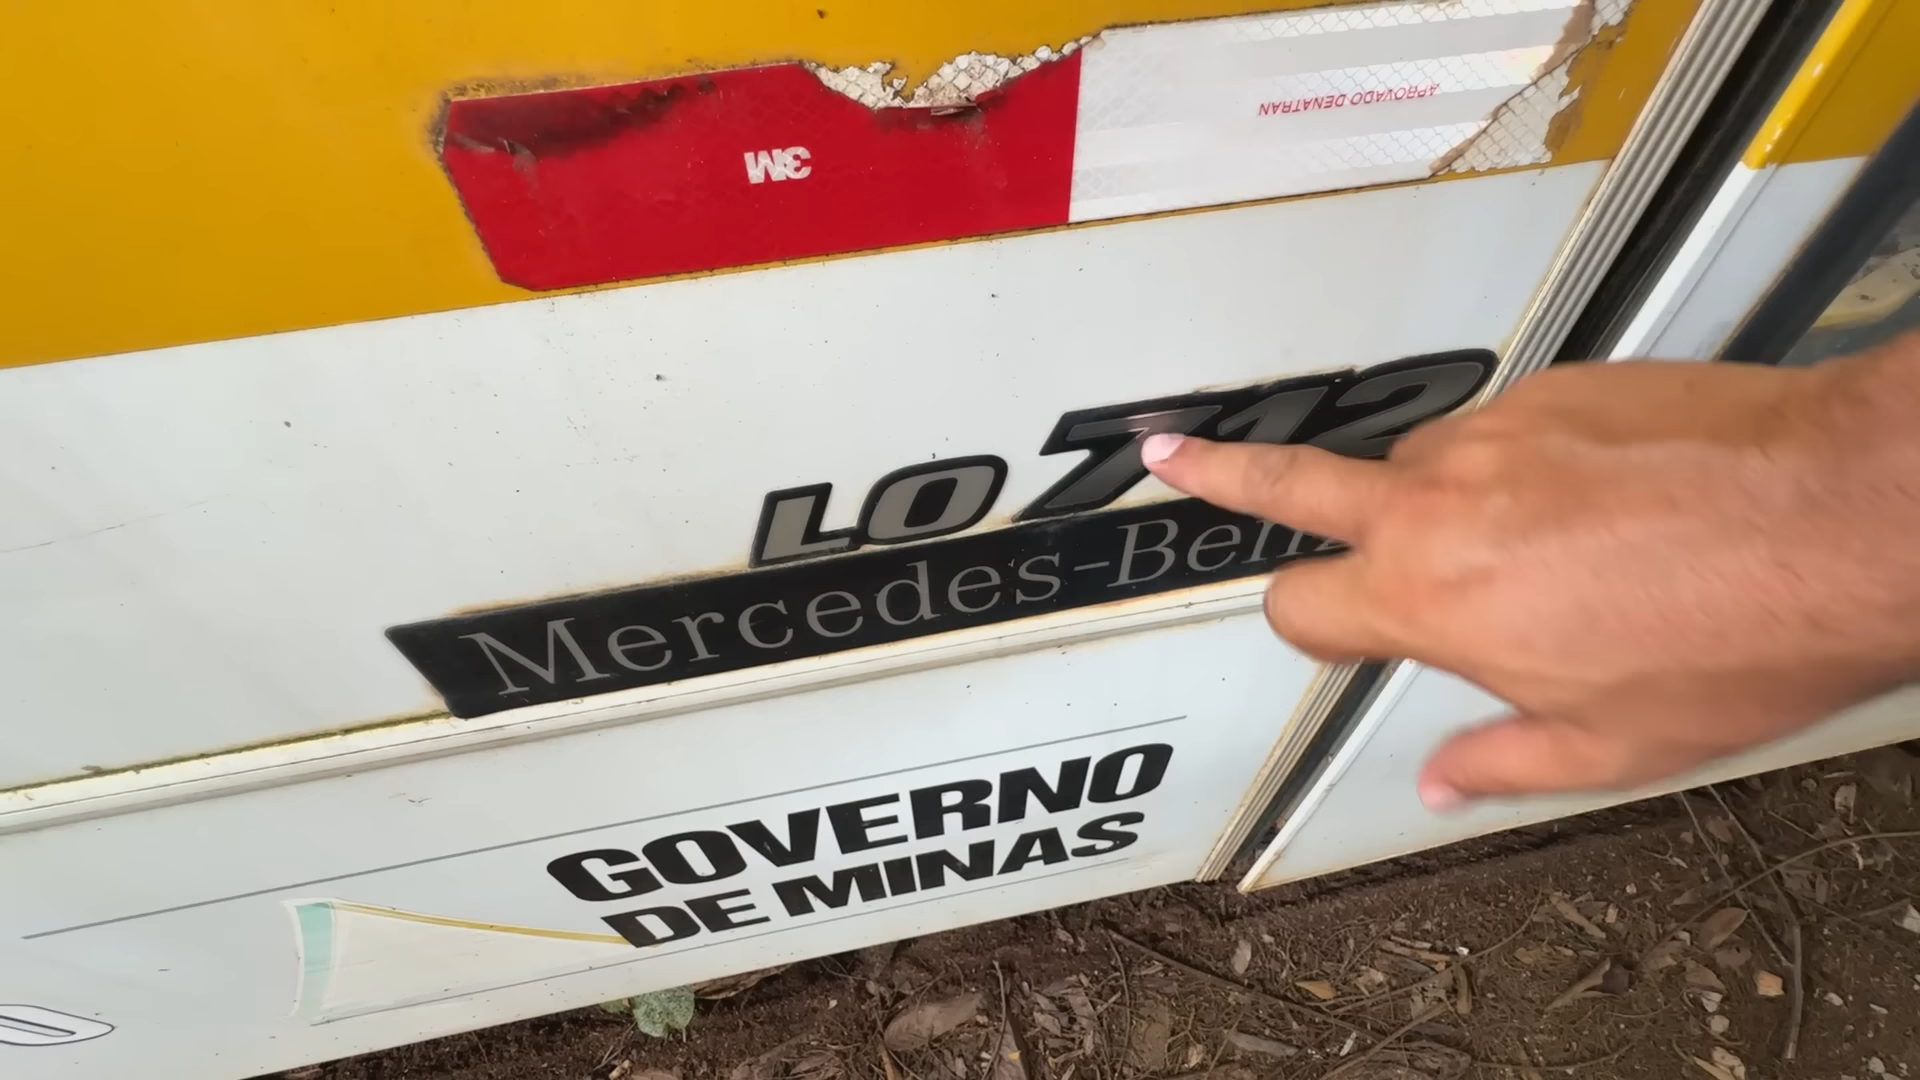 3M
APROVADO DENATRAN
LO 712
Mercedes-Benz
GOVERNO
DE MINAS